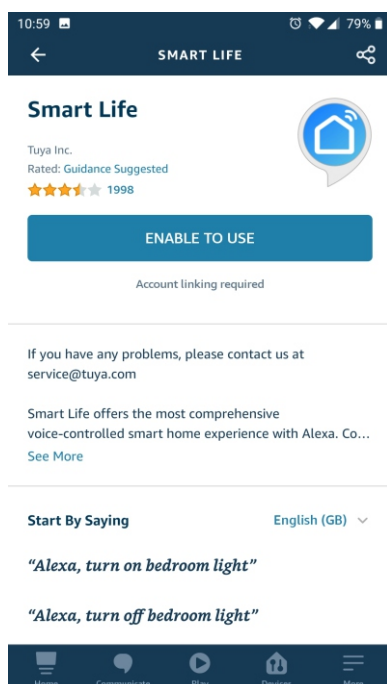 10:59 79%
SMART LIFE
Smart Life
Tuya Inc.
Rated: Guidance Suggested
1998
ENABLE TO USE
Account linking required
If you have any problems, please contact us at
service@tuya.com
Smart Life offers the most comprehensive
voice-controlled smart home experience with Alexa. Co...
See More
Start By Saying English (GB)
“Alexa, turn on bedroom light”
“Alexa, turn off bedroom light”
Home Communicate Play Devices More